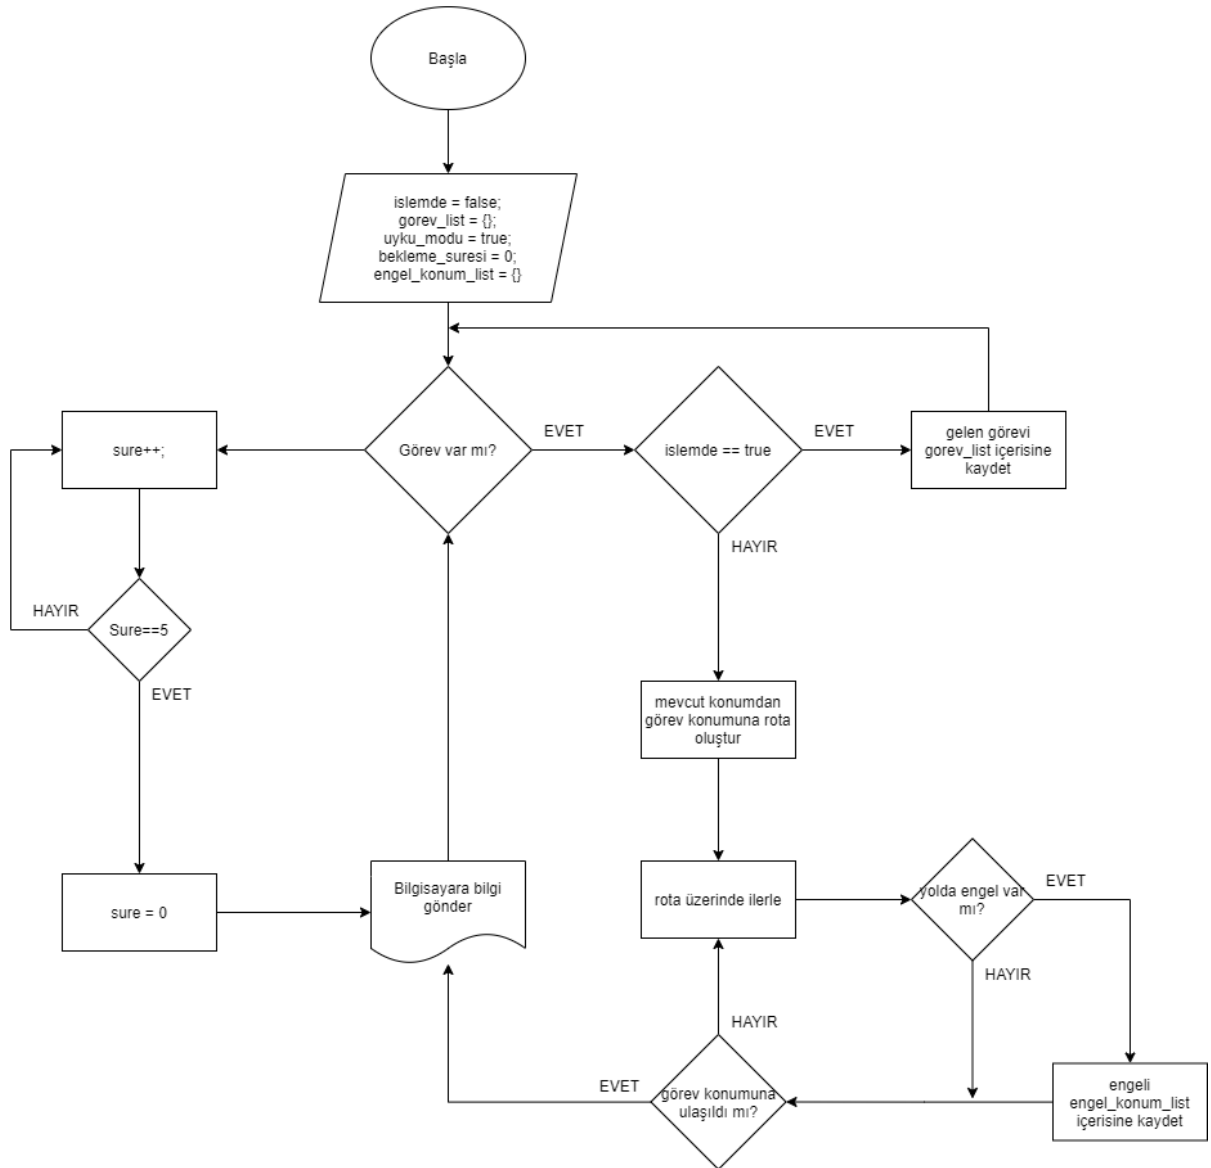 Başla
islemde = false;
gorev_list = {};
uyku_modu = true;
bekleme_suresi = 0;
engel_konum_list = {}
sure++;
Görev var mı?
EVET
islemde == true
EVET
gelen görevi
gorev_list içerisine
kaydet
HAYIR
HAYIR
Sure==5
EVET
mevcut konumdan
görev konumuna rota
oluştur
sure = 0
Bilgisayara bilgi
gönder
rota üzerinde ilerle
yolda engel var
mı?
EVET
HAYIR
HAYIR
EVET
görev konumuna
ulaşıldı mı?
engeli
engel_konum_list
içerisine kaydet